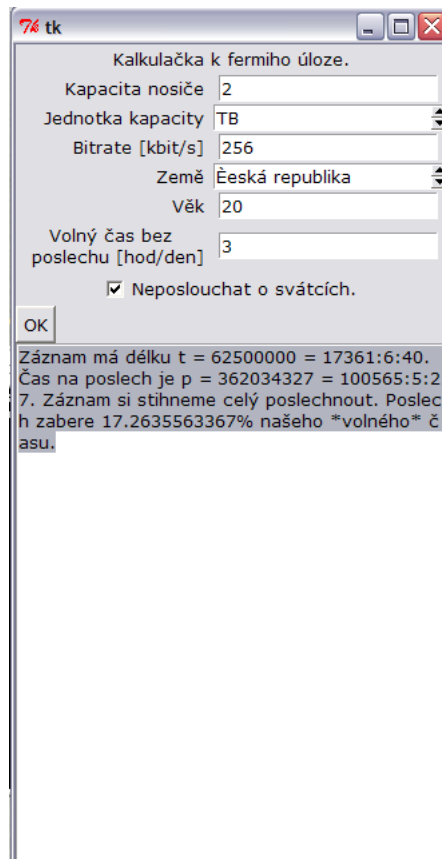 tk
Kalkulačka k fermiho úloze.
Kapacita nosiče 2
Jednotka kapacity TB
Bitrate [kbit/s] 256
Země Èeská republika
Věk 20
Volný čas bez
poslechu [hod/den] 3
Neposlouchat o svátcích.
OK
Záznam má délku t = 62500000 = 17361:6:40.
Čas na poslech je p = 362034327 = 100565:5:2
7. Záznam si stihneme celý poslechnout. Poslec
h zabere 17.2635563367% našeho *volného* č
asu.